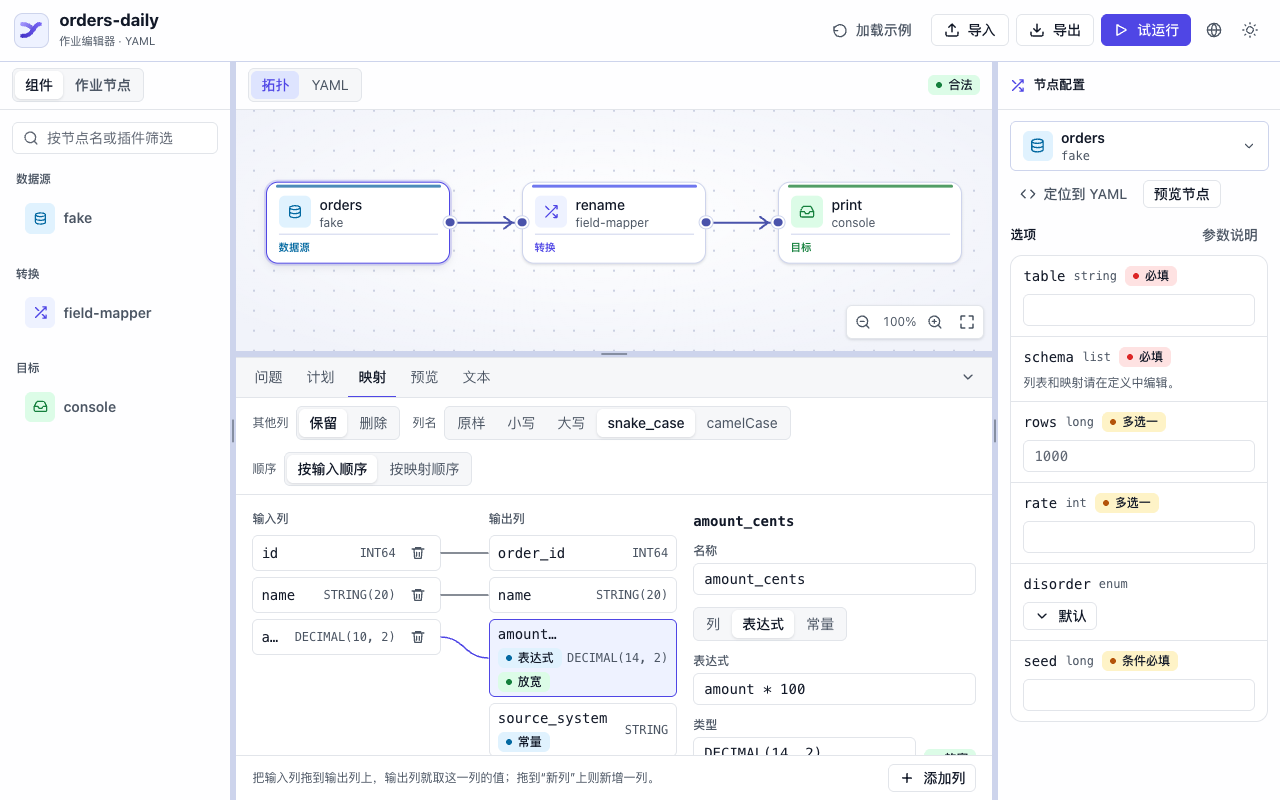 orders-daily
作业编辑器 · YAML
加载示例
导入
导出
试运行
组件
作业节点
按节点名或插件筛选
数据源
fake
转换
field-mapper
目标
console
拓扑
YAML
合法
orders
fake
数据源
rename
field-mapper
转换
print
console
目标
100%
问题
计划
映射
预览
文本
其他列
保留
删除
列名
原样
小写
大写
snake_case
camelCase
顺序
按输入顺序
按映射顺序
输入列
id INT64
name STRING(20)
a… DECIMAL(10, 2)
输出列
order_id INT64
name STRING(20)
amount…
表达式 DECIMAL(14, 2)
放宽
source_system STRING
常量
amount_cents
名称
amount_cents
列
表达式
常量
表达式
amount * 100
类型
DECIMAL(14, 2)
把输入列拖到输出列上，输出列就取这一列的值；拖到“新列”上则新增一列。
添加列
节点配置
orders
fake
定位到 YAML
预览节点
选项
参数说明
table string 必填
schema list 必填
列表和映射请在定义中编辑。
rows long 多选一
1000
rate int 多选一
disorder enum
默认
seed long 条件必填